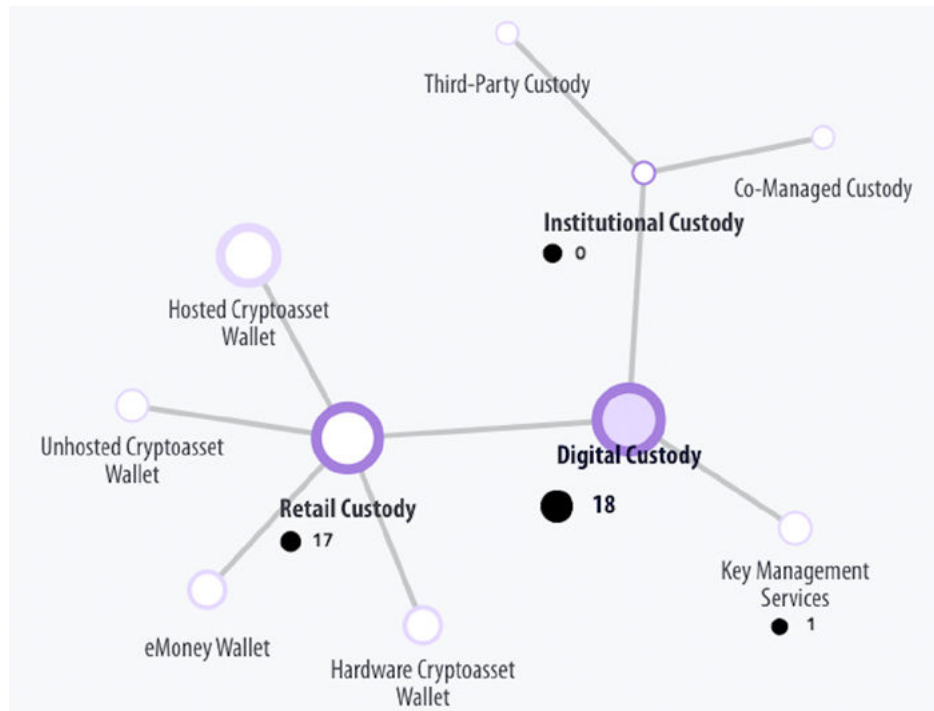 Third-Party Custody
Co-Managed Custody
Institutional Custody
0
Hosted Cryptoasset
Wallet
Unhosted Cryptoasset
Wallet
Digital Custody
18
Retail Custody
17
Key Management
Services
1
eMoney Wallet
Hardware Cryptoasset
Wallet